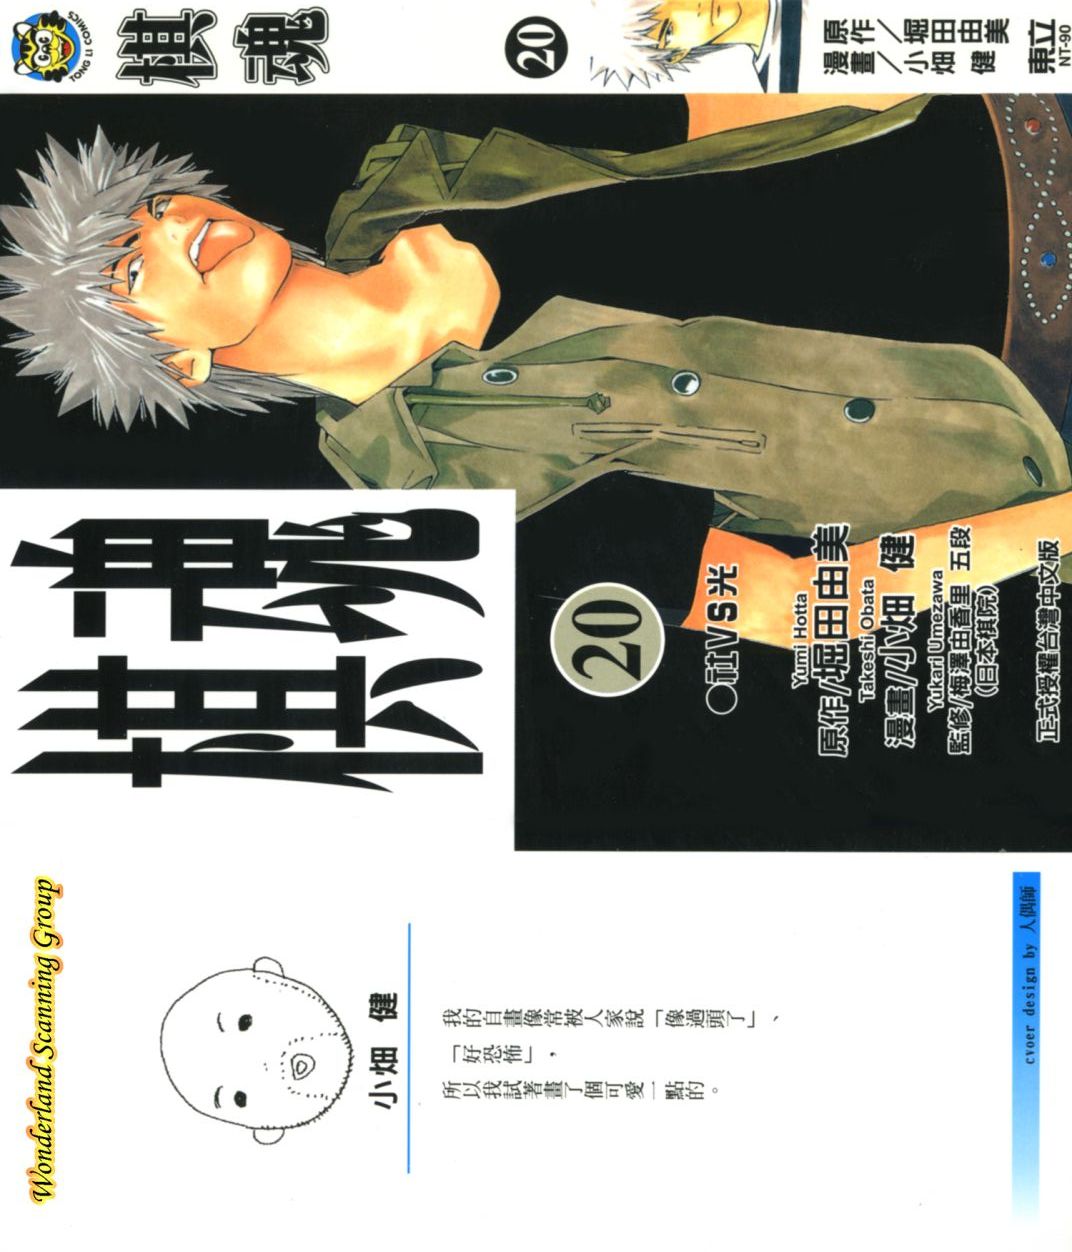 TONG LI COMICS
棋魂
20
原作／堀田由美
漫畫／小畑 健
東立
NT-90
棋魂
20
●社VS光
Yumi Hotta
原作/堀田由美
Takeshi Obata
漫畫/小畑 健
Yukari Umezawa
監修/梅澤由香里 五段
(日本棋院)
正式授權台灣中文版
Wonderland Scanning Group
小畑 健
我的自畫像常被人家說「像過頭了」、
「好恐怖」，
所以我試著畫了個可愛一點的。
cvoer design by 人偶師